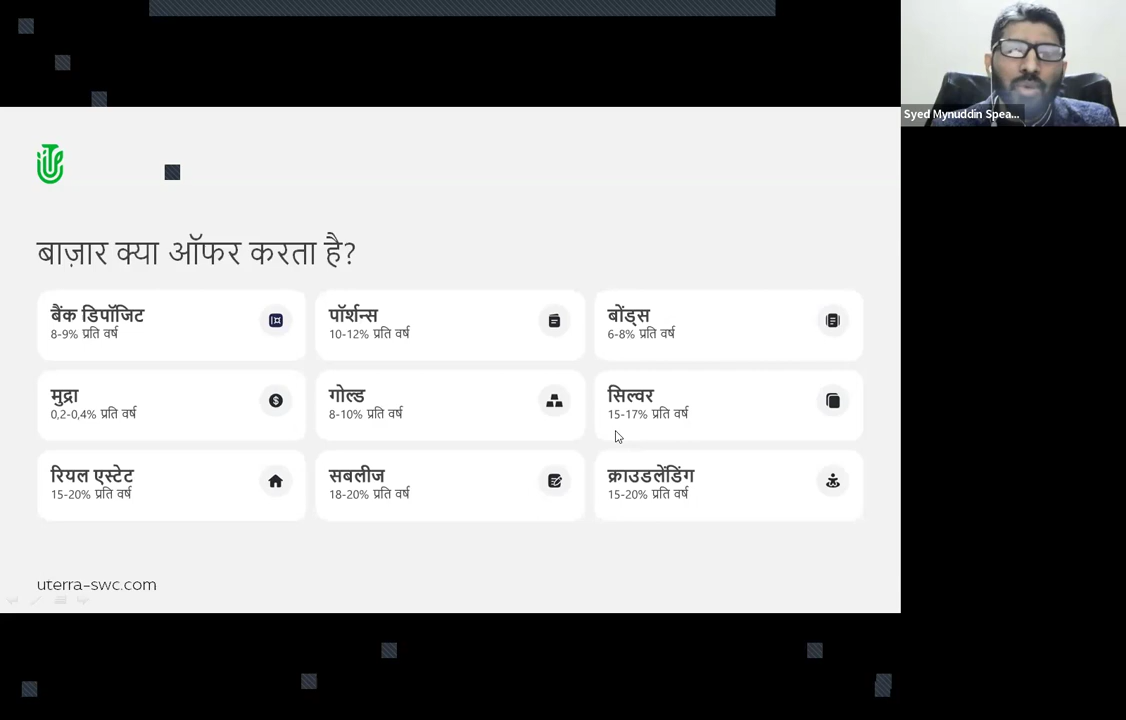 Syed Mynuddin Spea...
बाज़ार क्या ऑफर करता है?
बैंक डिपॉजिट
8-9% प्रति वर्ष
पॉर्शन्स
10-12% प्रति वर्ष
बोंड्स
6-8% प्रति वर्ष
मुद्रा
0,2-0,4% प्रति वर्ष
गोल्ड
8-10% प्रति वर्ष
सिल्वर
15-17% प्रति वर्ष
रियल एस्टेट
15-20% प्रति वर्ष
सबलीज
18-20% प्रति वर्ष
क्राउडलेंडिंग
15-20% प्रति वर्ष
uterra-swc.com